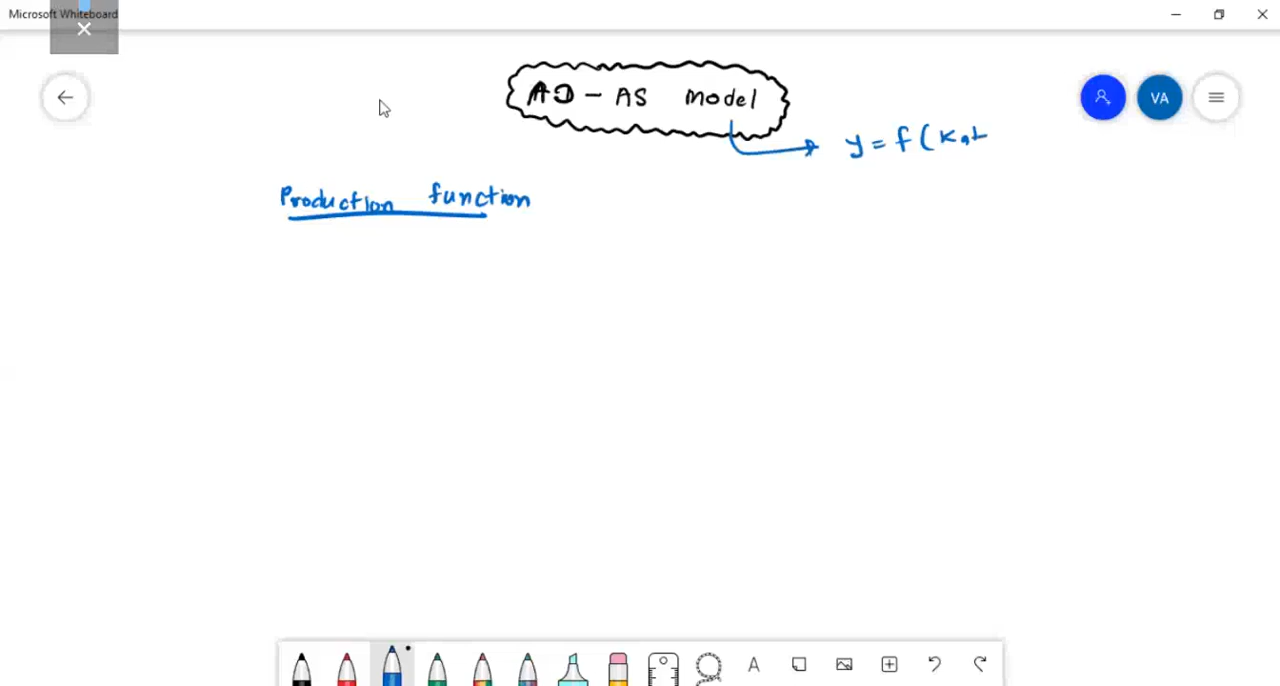 Microsoft Whiteboard
AD - AS Model
VA
y = f ( K, L
Production function
A